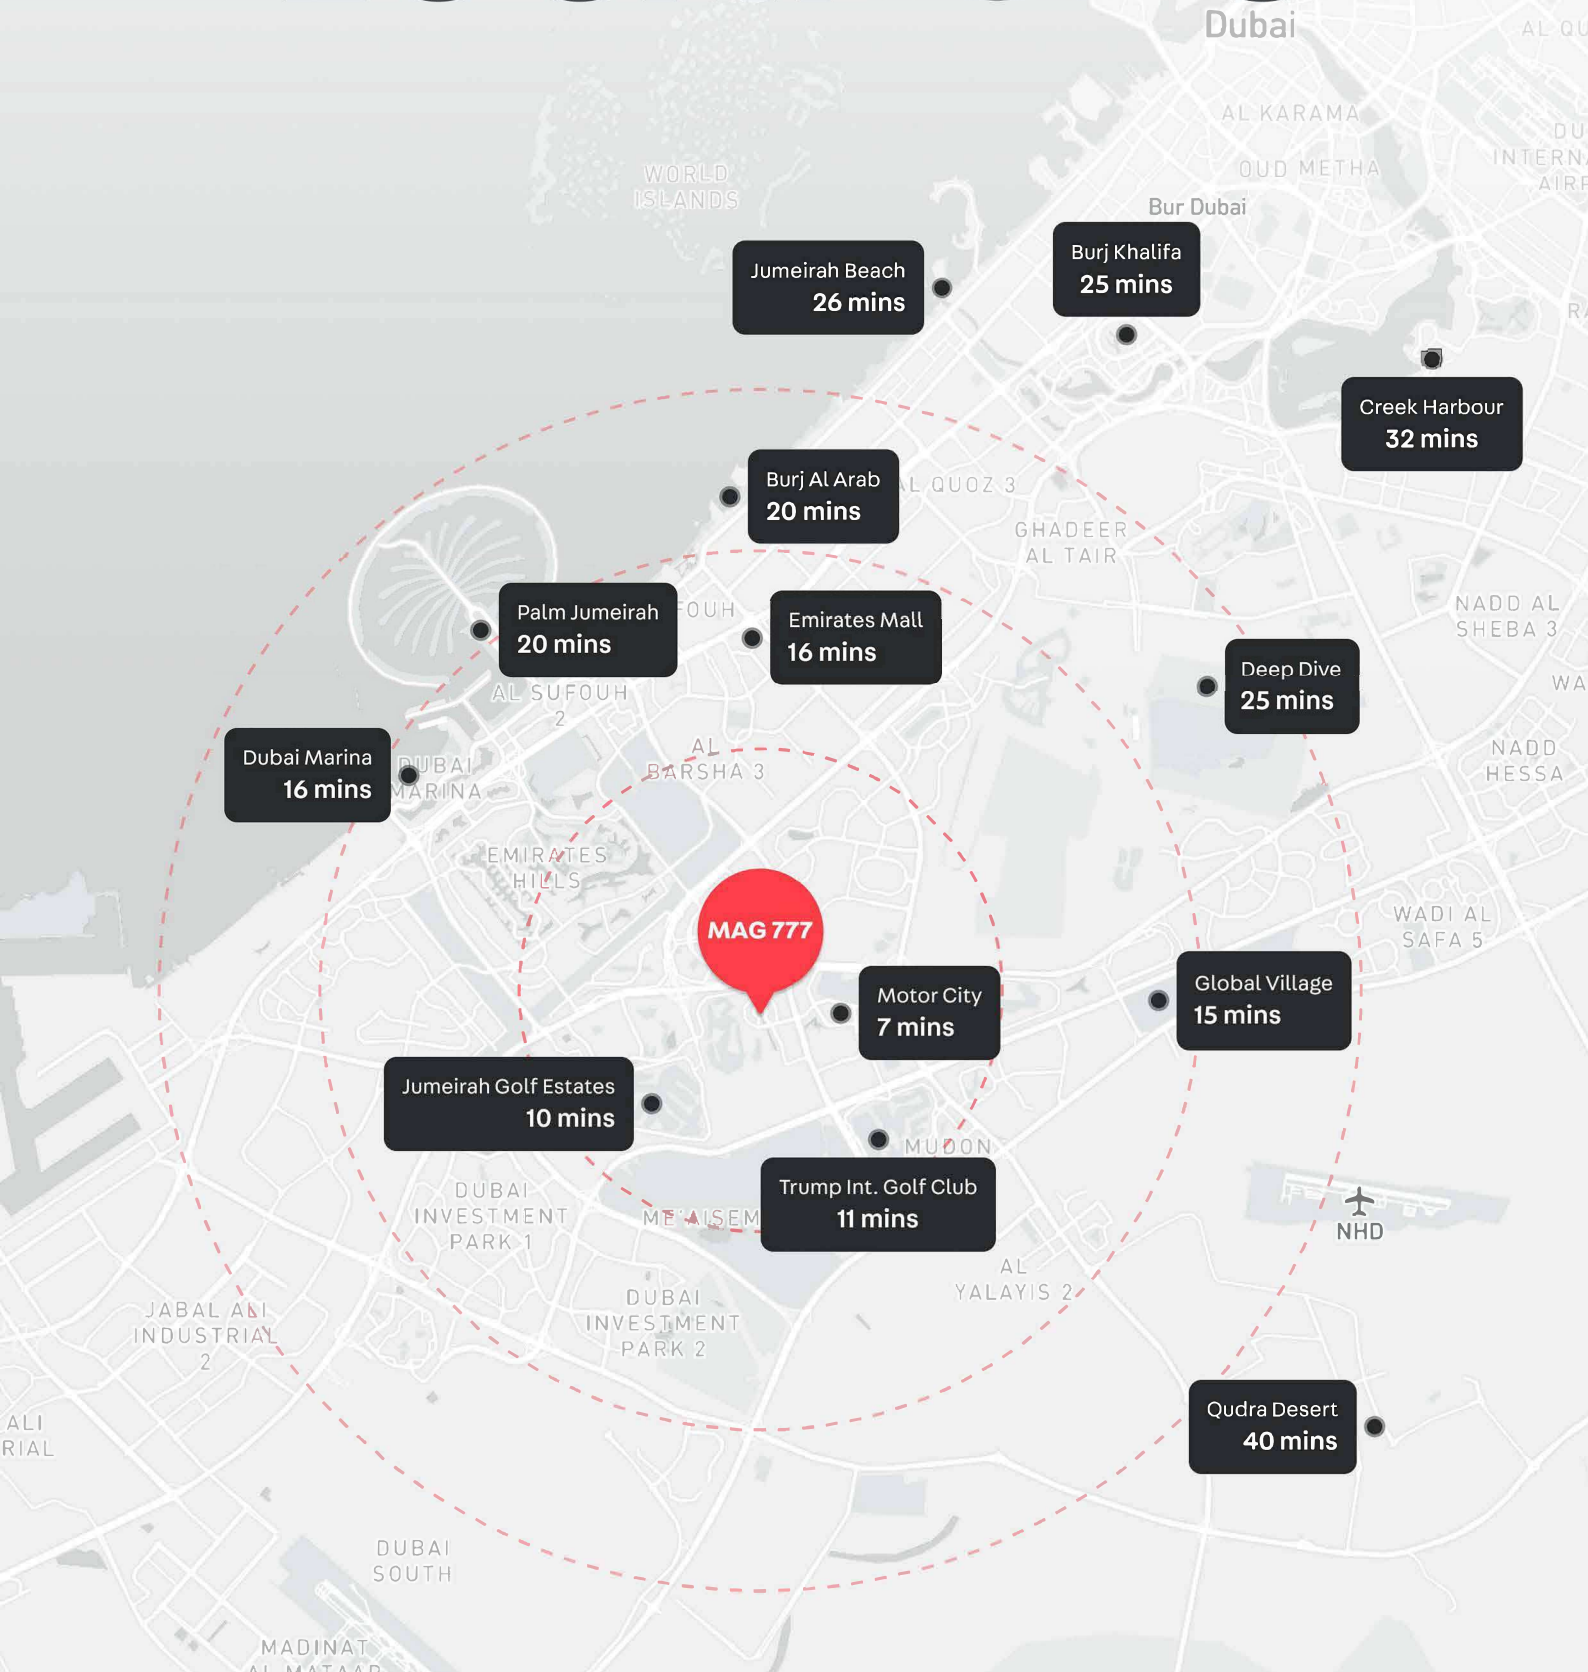 Dubai
AL KARAMA
OUD METHA
WORLD
ISLANDS
Bur Dubai
Burj Khalifa
25 mins
Jumeirah Beach
26 mins
Creek Harbour
32 mins
Burj Al Arab
20 mins
AL QUOZ 3
GHADEER
AL TAIR
Palm Jumeirah
20 mins
Emirates Mall
16 mins
NADD AL
SHEBA 3
Deep Dive
25 mins
AL SUFOUH
2
Dubai Marina
16 mins
DUBAI
MARINA
AL
BARSHA 3
NADD
HESSA
EMIRATES
HILLS
MAG 777
WADI AL
SAFA 5
Motor City
7 mins
Global Village
15 mins
Jumeirah Golf Estates
10 mins
MUDON
Trump Int. Golf Club
11 mins
DUBAI
INVESTMENT
PARK 1
ME'AISEM
NHD
AL
YALAYIS 2
DUBAI
INVESTMENT
PARK 2
JABAL ALI
INDUSTRIAL
2
Qudra Desert
40 mins
ALI
RIAL
DUBAI
SOUTH
MADINAT